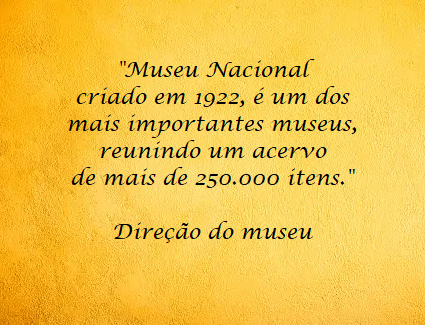 "Museu Nacional
criado em 1922, é um dos
mais importantes museus,
reunindo um acervo
de mais de 250.000 itens."
Direção do museu